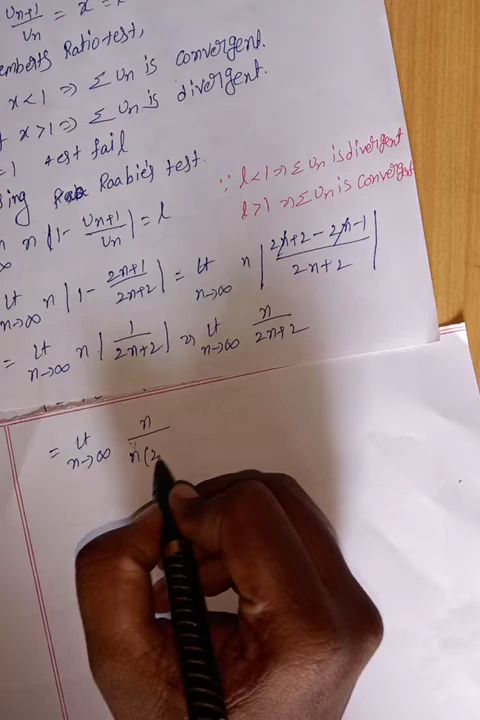 Un+1/Un = x
Ratio test,
x<1 ⇒ Σ Un is convergent.
x>1 ⇒ Σ Un is divergent.
=1 test fail
Raabie's test.
∵ l<1 ⇒ Σ Un is divergent
l>1 n Σ Un is convergent
n |1 - Un+1/Un| = l
lt n→∞ n |1 - 2n+1/2n+2| = lt n→∞ n |2n+2-2n-1/2n+2|
= lt n→∞ n |1/2n+2| ⇒ lt n→∞ n/2n+2
= lt n→∞ n/n(2